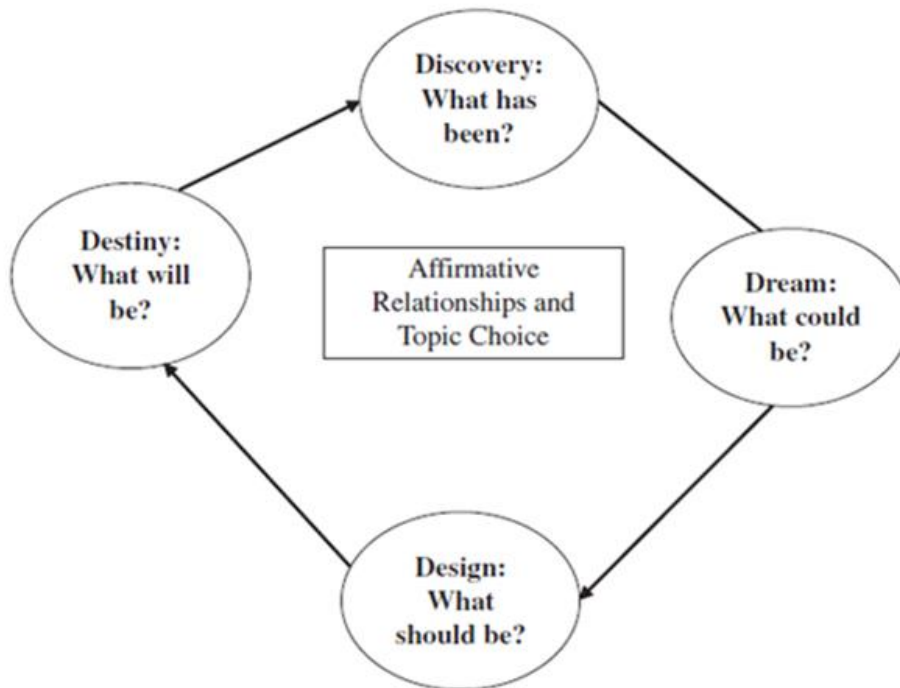 Discovery:
What has
been?
Destiny:
What will
be?
Affirmative
Relationships and
Topic Choice
Dream:
What could
be?
Design:
What
should be?